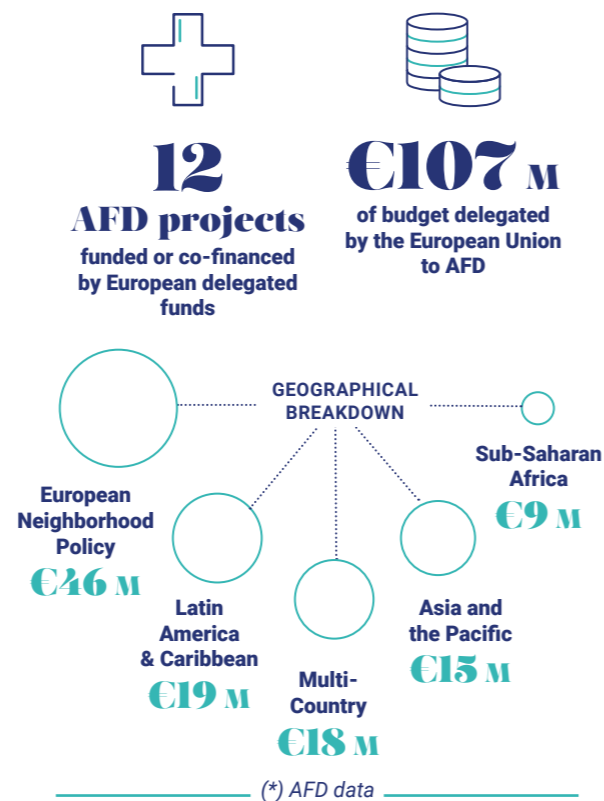 12
AFD projects
funded or co-financed
by European delegated
funds
€107 M
of budget delegated
by the European Union
to AFD
GEOGRAPHICAL
BREAKDOWN
European
Neighborhood
Policy
€46 M
Latin
America
& Caribbean
€19 M
Multi-
Country
€18 M
Asia and
the Pacific
€15 M
Sub-Saharan
Africa
€9 M
(*) AFD data